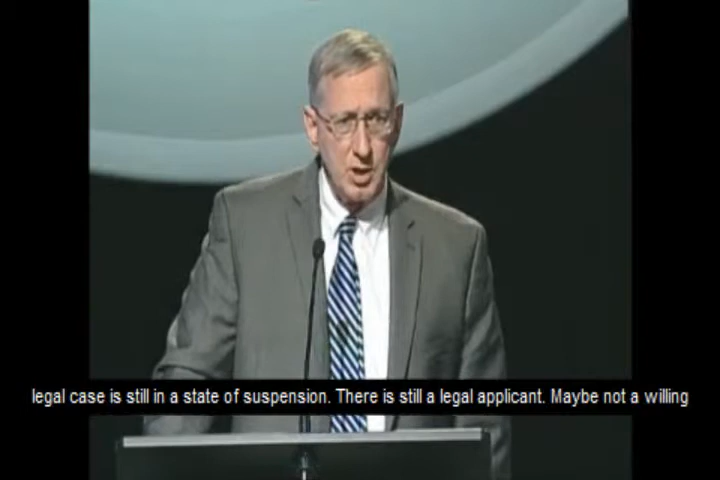 legal case is still in a state of suspension. There is still a legal applicant. Maybe not a willing